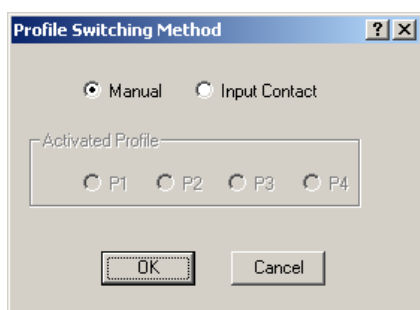 Profile Switching Method
Manual Input Contact
Activated Profile
P1 P2 P3 P4
OK Cancel